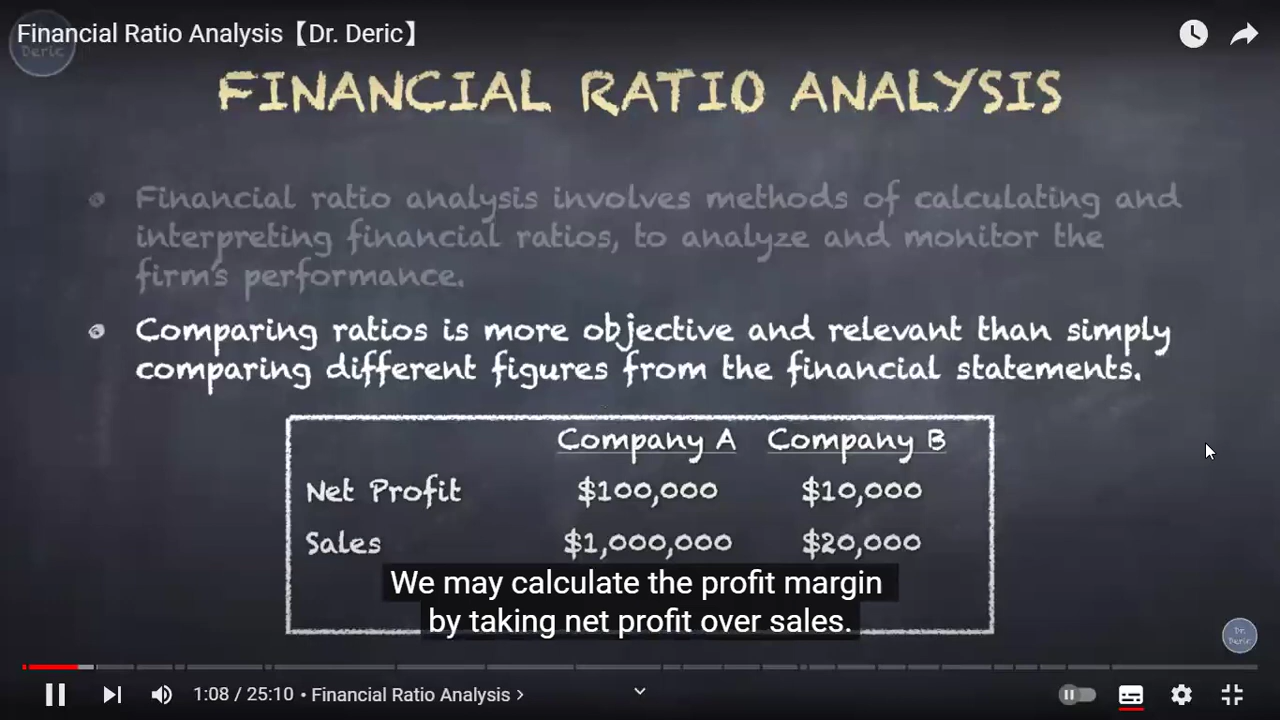 Financial Ratio Analysis【Dr. Deric】
Deric
FINANCIAL RATIO ANALYSIS
Financial ratio analysis involves methods of calculating and
interpreting financial ratios, to analyze and monitor the
firm's performance.
Comparing ratios is more objective and relevant than simply
comparing different figures from the financial statements.
Company A Company B
Net Profit $100,000 $10,000
Sales $1,000,000 $20,000
We may calculate the profit margin
by taking net profit over sales.
Dr.
Deric
1:08 / 25:10 • Financial Ratio Analysis >